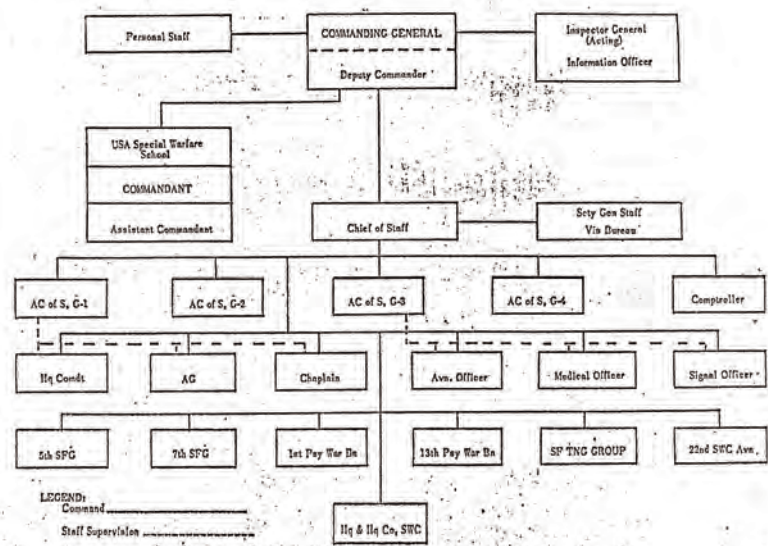 Personal Staff
COMMANDING GENERAL
Deputy Commander
Inspector General
(Acting)
Information Officer
USA Special Warfare
School
COMMANDANT
Assistant Commandant
Chief of Staff
Scty Gen Staff
Vis Bureau
AC of S, G-1
AC of S, G-2
AC of S, G-3
AC of S, G-4
Comptroller
Hq Comdt
AG
Chaplain
Avn. Officer
Medical Officer
Signal Officer
5th SFG
7th SFG
1st Psy War Bn
13th Psy War Bn
SF TNG GROUP
22nd SWC Avn
LEGEND:
Command
Staff Supervision
Hq & Hq Co, SWC